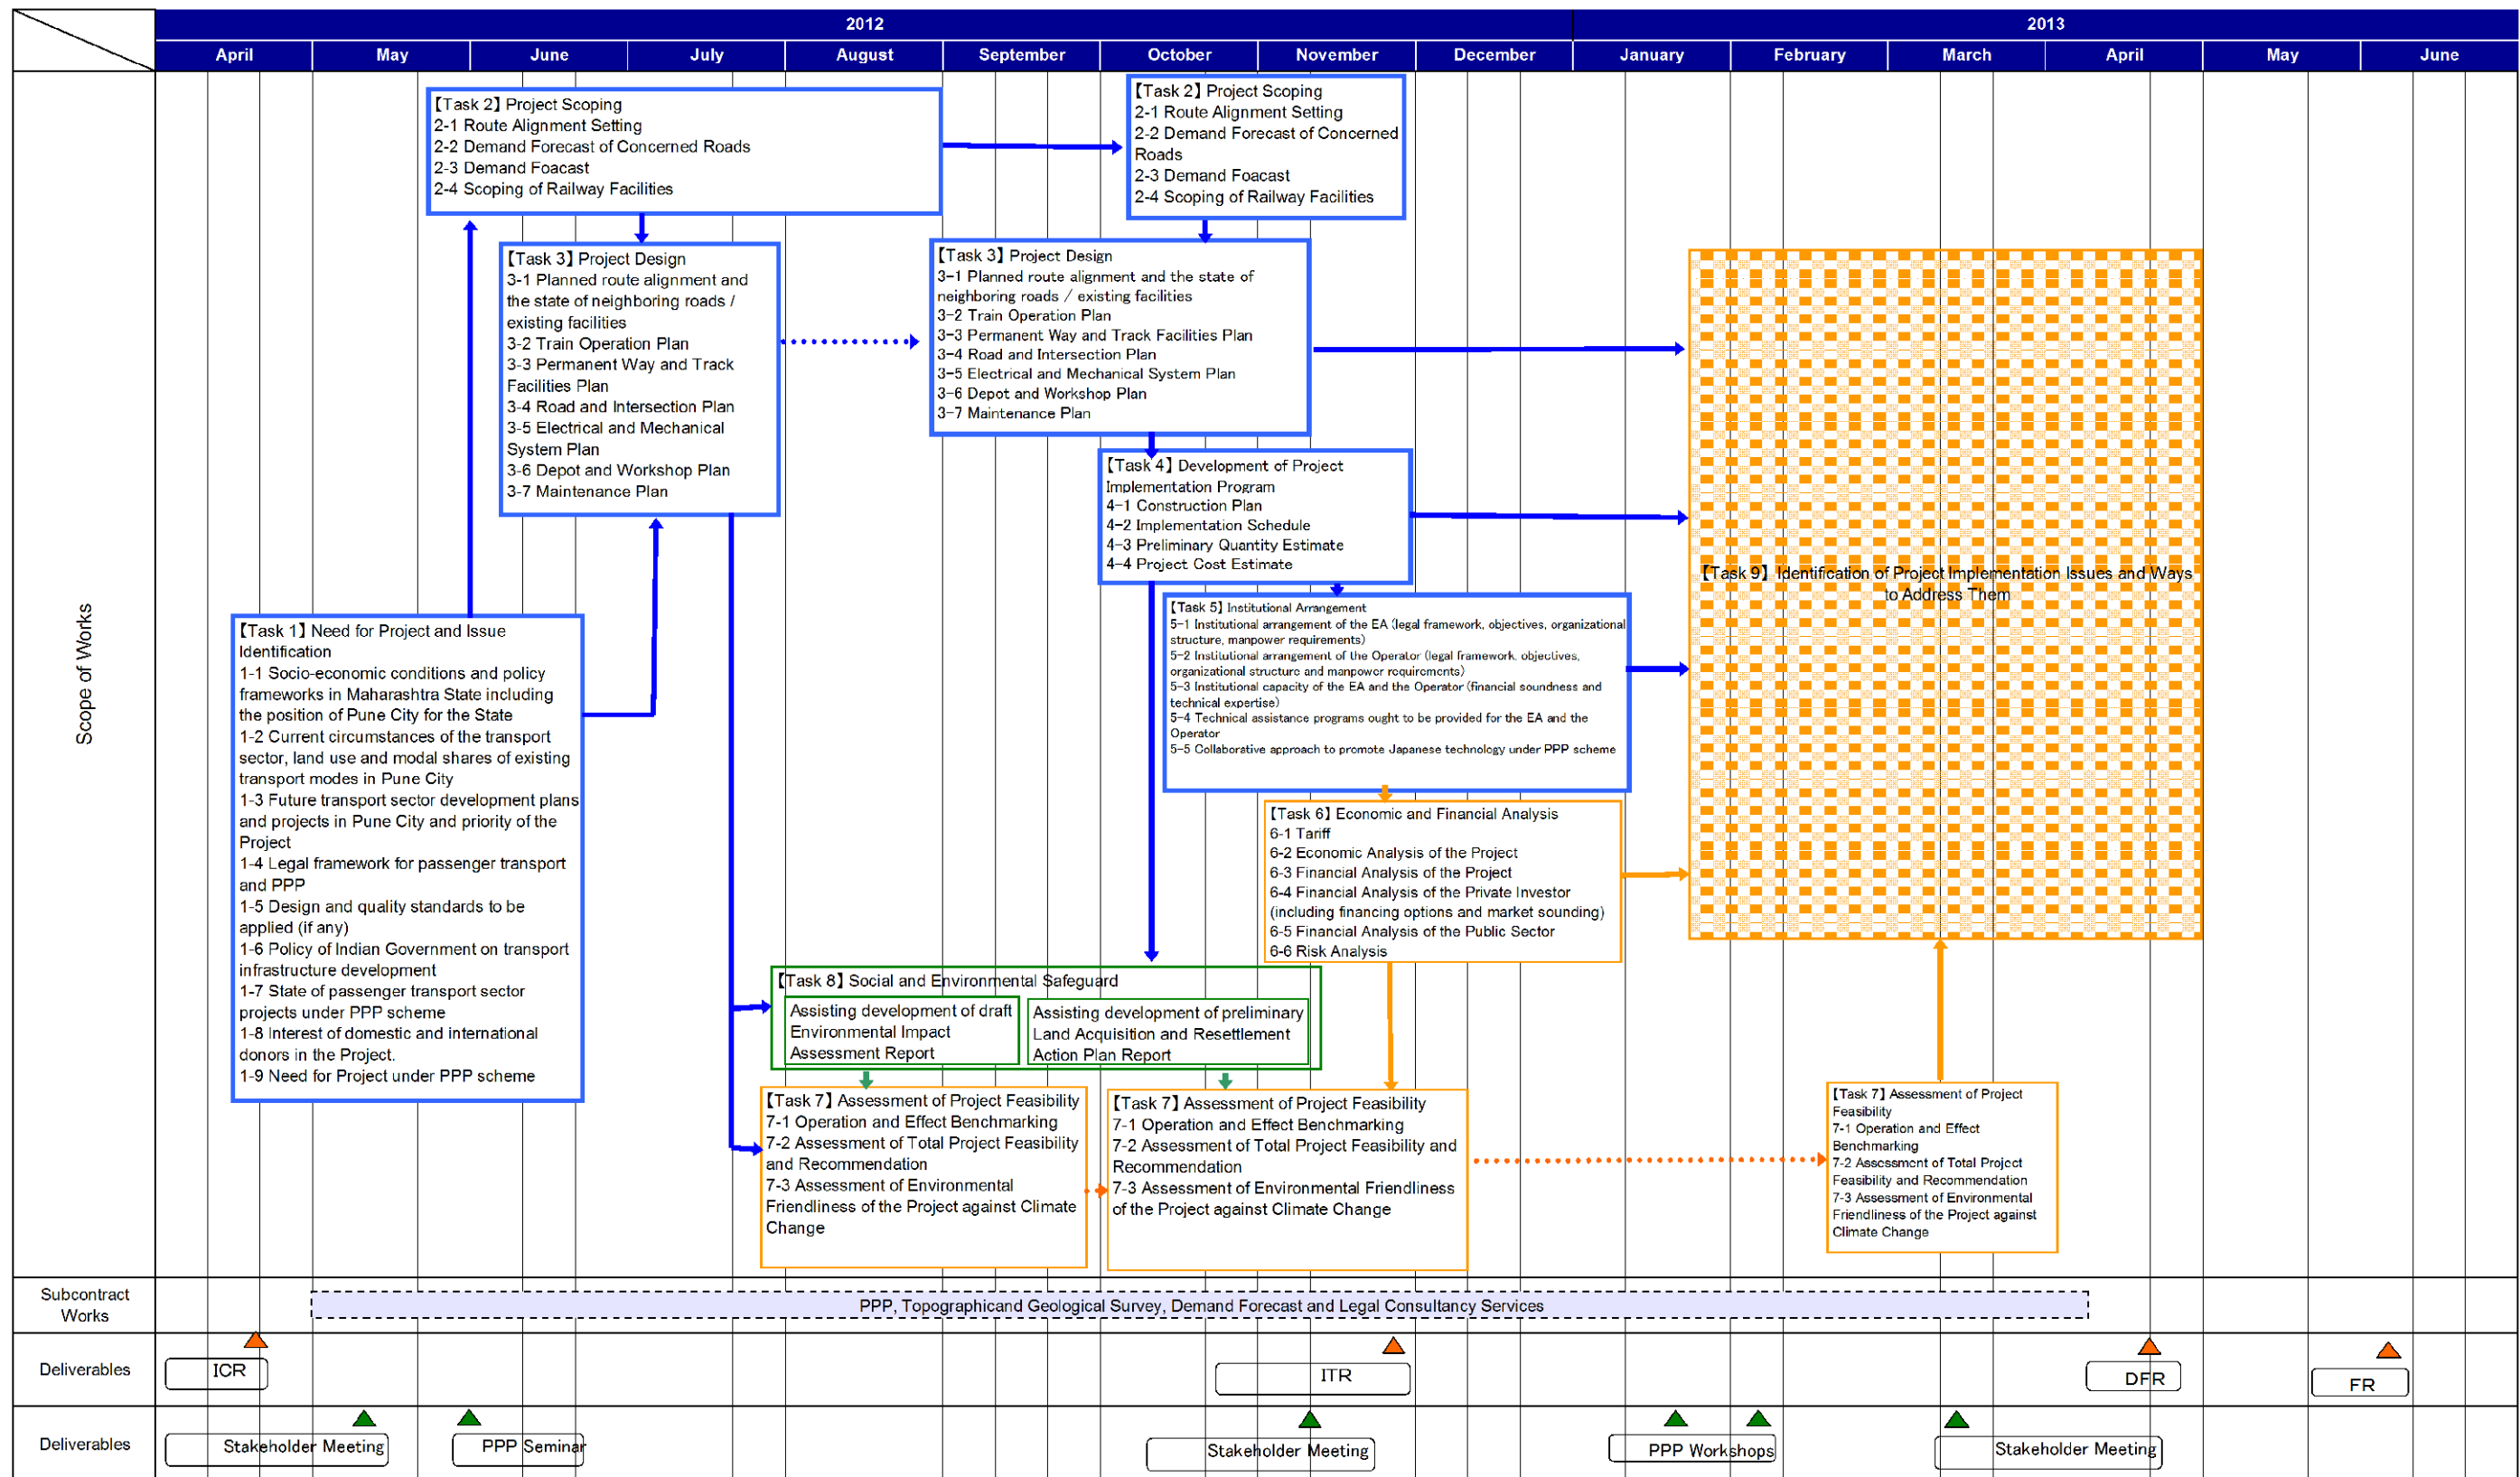 2012
2013
April
May
June
July
August
September
October
November
December
January
February
March
April
May
June
Scope of Works
【Task 2】 Project Scoping
2-1 Route Alignment Setting
2-2 Demand Forecast of Concerned Roads
2-3 Demand Foacast
2-4 Scoping of Railway Facilities
【Task 2】 Project Scoping
2-1 Route Alignment Setting
2-2 Demand Forecast of Concerned
Roads
2-3 Demand Foacast
2-4 Scoping of Railway Facilities
【Task 3】 Project Design
3-1 Planned route alignment and
the state of neighboring roads /
existing facilities
3-2 Train Operation Plan
3-3 Permanent Way and Track
Facilities Plan
3-4 Road and Intersection Plan
3-5 Electrical and Mechanical
System Plan
3-6 Depot and Workshop Plan
3-7 Maintenance Plan
【Task 3】 Project Design
3-1 Planned route alignment and the state of
neighboring roads / existing facilities
3-2 Train Operation Plan
3-3 Permanent Way and Track Facilities Plan
3-4 Road and Intersection Plan
3-5 Electrical and Mechanical System Plan
3-6 Depot and Workshop Plan
3-7 Maintenance Plan
【Task 4】 Development of Project
Implementation Program
4-1 Construction Plan
4-2 Implementation Schedule
4-3 Preliminary Quantity Estimate
4-4 Project Cost Estimate
【Task 9】 Identification of Project Implementation Issues and Ways
to Address Them
【Task 1】 Need for Project and Issue
Identification
1-1 Socio-economic conditions and policy
frameworks in Maharashtra State including
the position of Pune City for the State
1-2 Current circumstances of the transport
sector, land use and modal shares of existing
transport modes in Pune City
1-3 Future transport sector development plans
and projects in Pune City and priority of the
Project
1-4 Legal framework for passenger transport
and PPP
1-5 Design and quality standards to be
applied (if any)
1-6 Policy of Indian Government on transport
infrastructure development
1-7 State of passenger transport sector
projects under PPP scheme
1-8 Interest of domestic and international
donors in the Project.
1-9 Need for Project under PPP scheme
【Task 5】 Institutional Arrangement
5-1 Institutional arrangement of the EA (legal framework, objectives, organizational
structure, manpower requirements)
5-2 Institutional arrangement of the Operator (legal framework, objectives,
organizational structure and manpower requirements)
5-3 Institutional capacity of the EA and the Operator (financial soundness and
technical expertise)
5-4 Technical assistance programs ought to be provided for the EA and the
Operator
5-5 Collaborative approach to promote Japanese technology under PPP scheme
【Task 6】 Economic and Financial Analysis
6-1 Tariff
6-2 Economic Analysis of the Project
6-3 Financial Analysis of the Project
6-4 Financial Analysis of the Private Investor
(including financing options and market sounding)
6-5 Financial Analysis of the Public Sector
6-6 Risk Analysis
【Task 8】 Social and Environmental Safeguard
Assisting development of draft
Environmental Impact
Assessment Report
Assisting development of preliminary
Land Acquisition and Resettlement
Action Plan Report
【Task 7】 Assessment of Project Feasibility
7-1 Operation and Effect Benchmarking
7-2 Assessment of Total Project Feasibility
and Recommendation
7-3 Assessment of Environmental
Friendliness of the Project against Climate
Change
【Task 7】 Assessment of Project Feasibility
7-1 Operation and Effect Benchmarking
7-2 Assessment of Total Project Feasibility and
Recommendation
7-3 Assessment of Environmental Friendliness
of the Project against Climate Change
【Task 7】 Assessment of Project
Feasibility
7-1 Operation and Effect
Benchmarking
7-2 Assessment of Total Project
Feasibility and Recommendation
7-3 Assessment of Environmental
Friendliness of the Project against
Climate Change
Subcontract
Works
PPP, Topographicand Geological Survey, Demand Forecast and Legal Consultancy Services
Deliverables
ICR
ITR
DFR
FR
Deliverables
Stakeholder Meeting
PPP Seminar
Stakeholder Meeting
PPP Workshops
Stakeholder Meeting